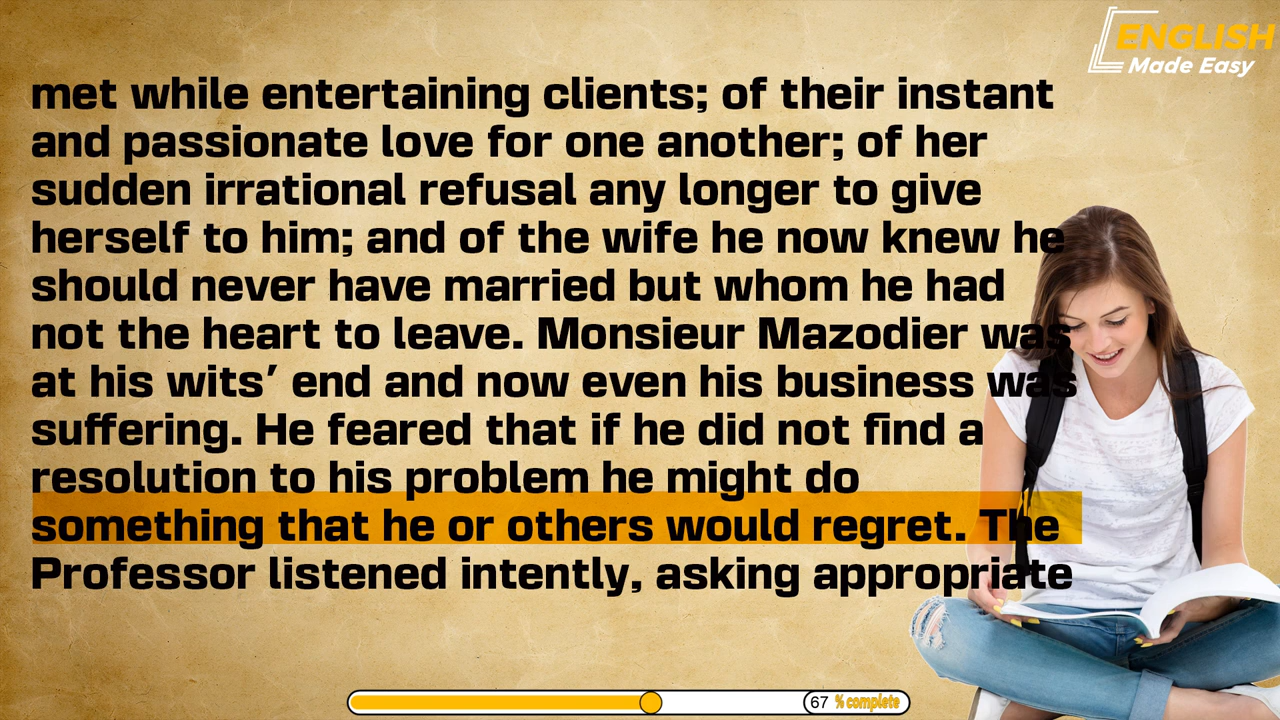 ENGLISH
Made Easy
met while entertaining clients; of their instant
and passionate love for one another; of her
sudden irrational refusal any longer to give
herself to him; and of the wife he now knew he
should never have married but whom he had
not the heart to leave. Monsieur Mazodier was
at his wits’ end and now even his business was
suffering. He feared that if he did not find a
resolution to his problem he might do
something that he or others would regret. The
Professor listened intently, asking appropriate
67 % complete